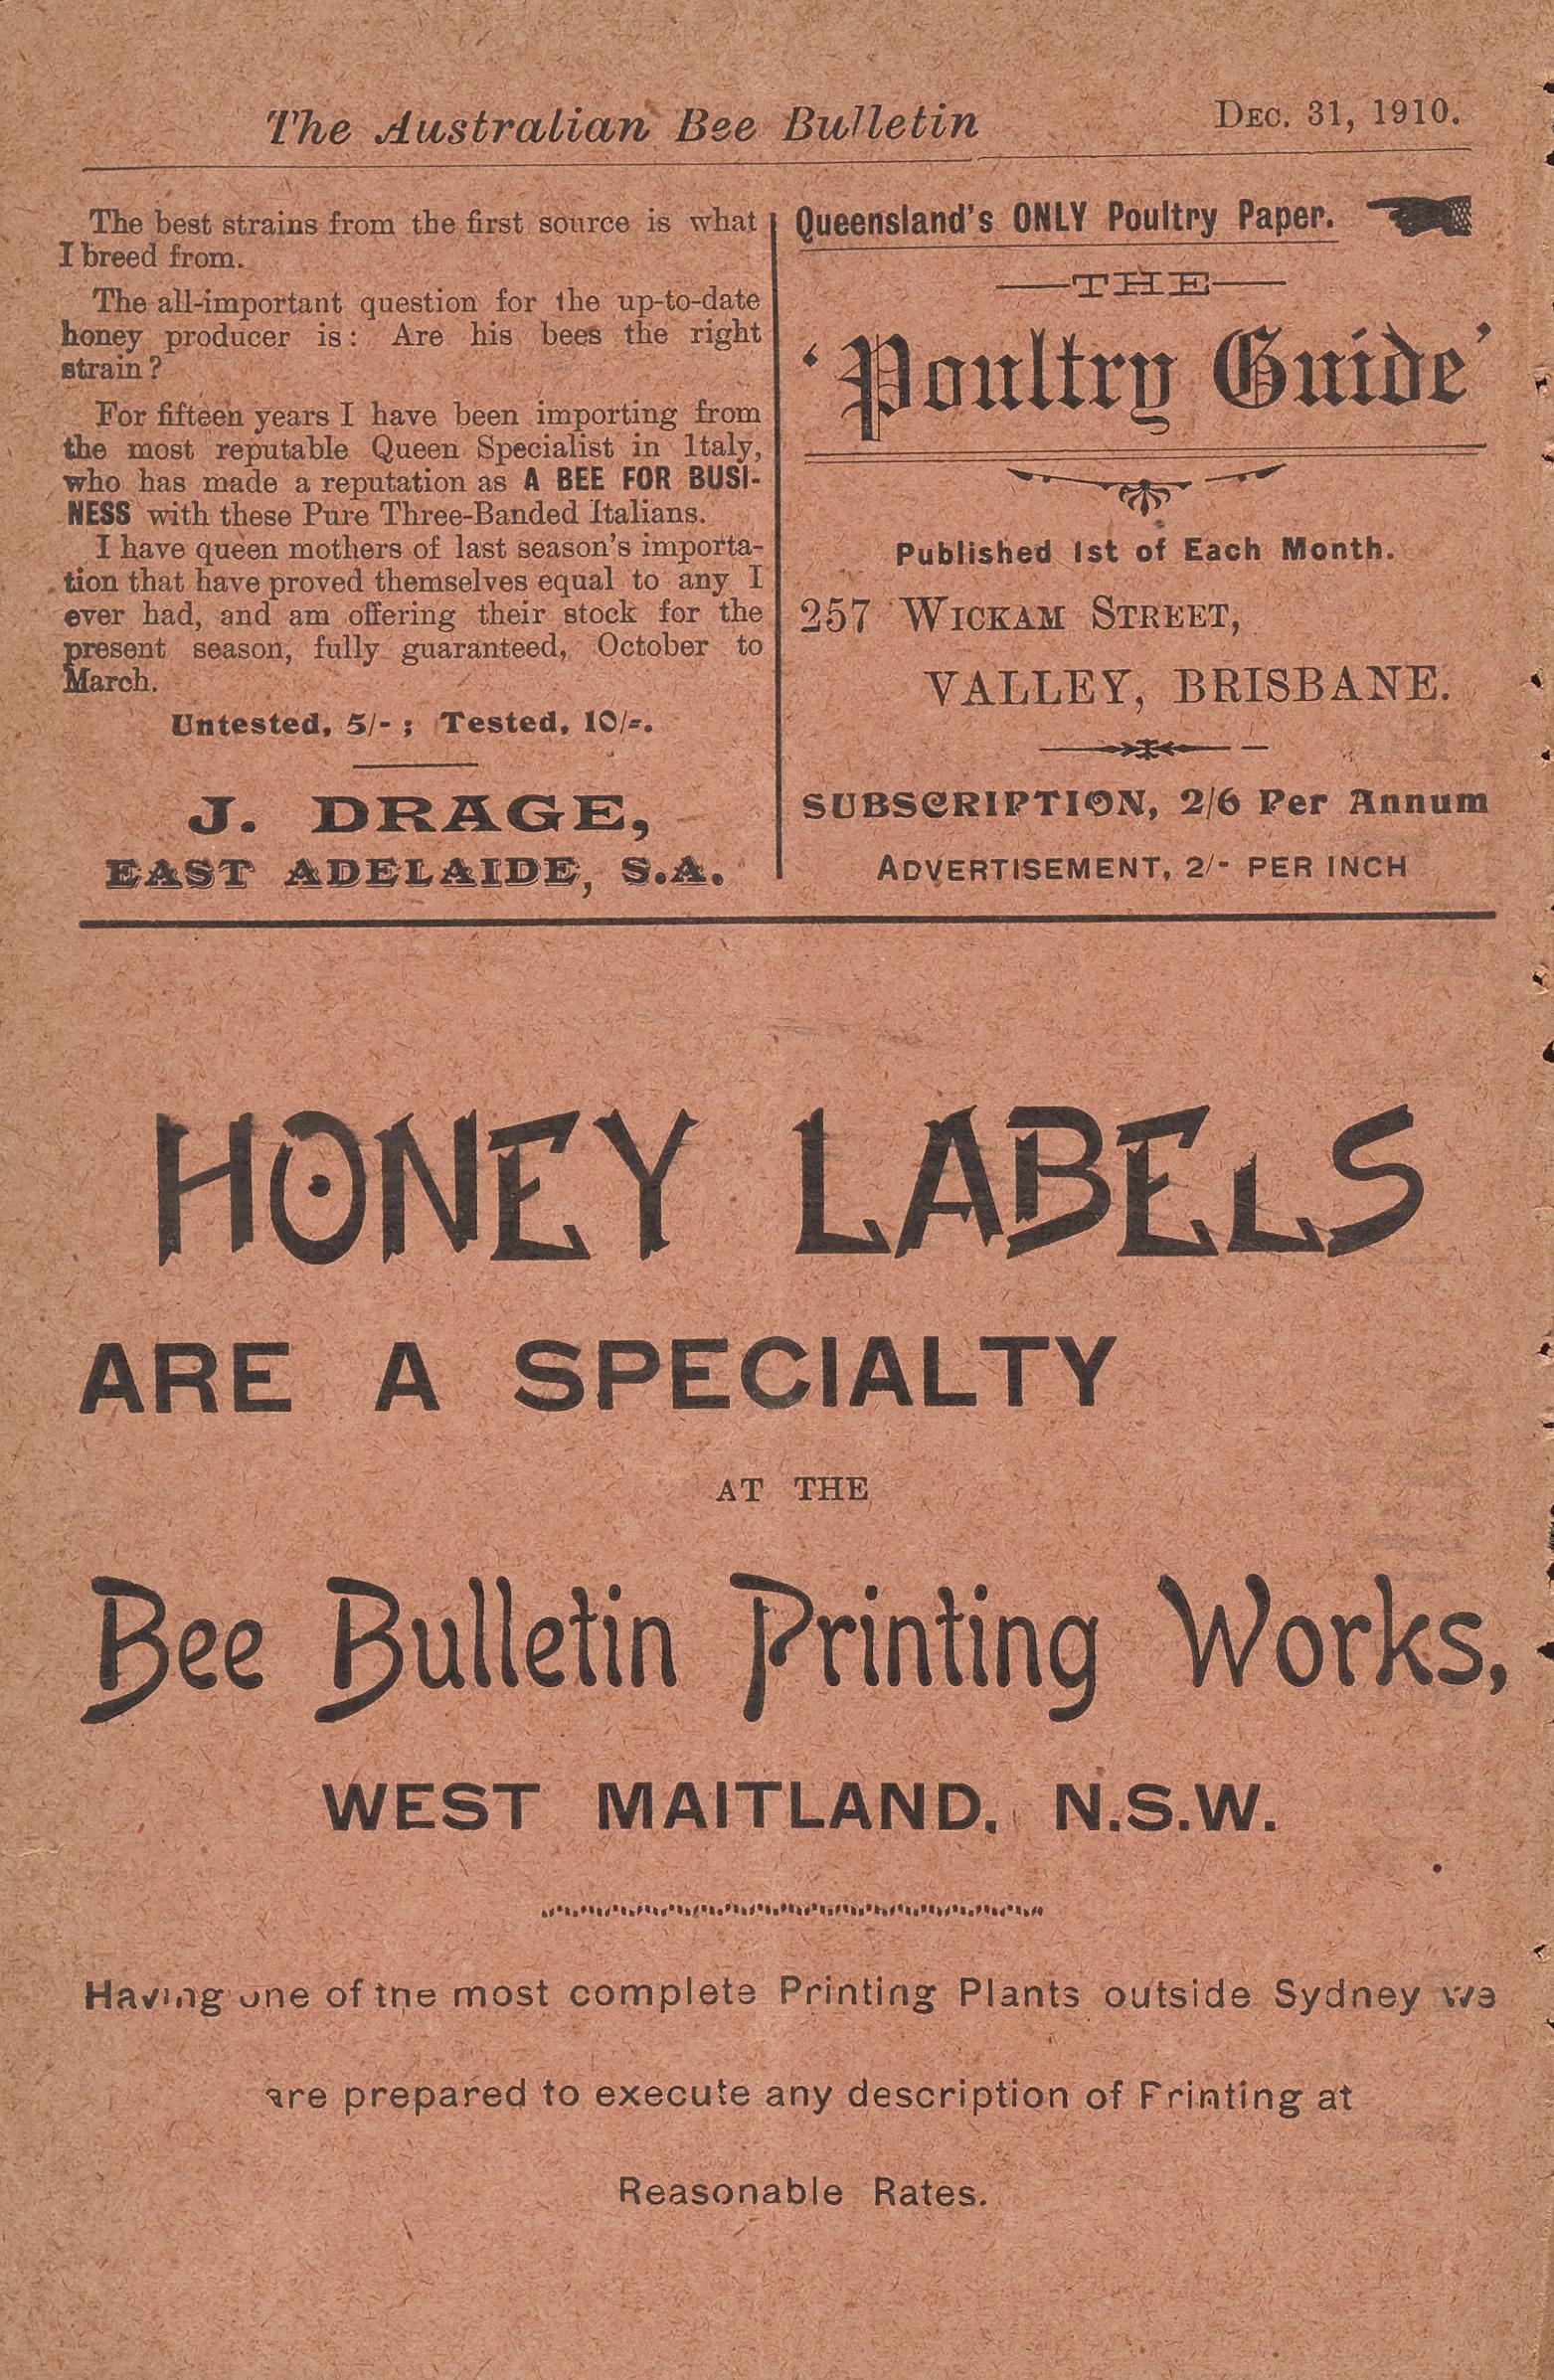 The Australian Bee Bulletin
DEC. 31, 1910.
The best strains from the first source is what
I breed from.
The all-important question for the up-to-date
honey producer is: Are his bees the right
strain?
For fifteen years I have been importing from
the most reputable Queen Specialist in Italy,
who has made a reputation as A BEE FOR BUSI-
NESS with these Pure Three-Banded Italians.
I have queen mothers of last season's importa-
tion that have proved themselves equal to any I
ever had, and am offering their stock for the
present season, fully guaranteed, October to
March.
Untested, 5/- ; Tested, 10/-.
J. DRAGE,
EAST ADELAIDE, S.A.
Queensland's ONLY Poultry Paper.
—THE—
'Poultry Guide'
Published 1st of Each Month.
257 WICKAM STREET,
VALLEY, BRISBANE.
SUBSCRIPTION, 2/6 Per Annum
ADVERTISEMENT, 2/- PER INCH
HONEY LABELS
ARE A SPECIALTY
AT THE
Bee Bulletin Printing Works,
WEST MAITLAND. N.S.W.
Having one of the most complete Printing Plants outside Sydney we
are prepared to execute any description of Printing at
Reasonable Rates.